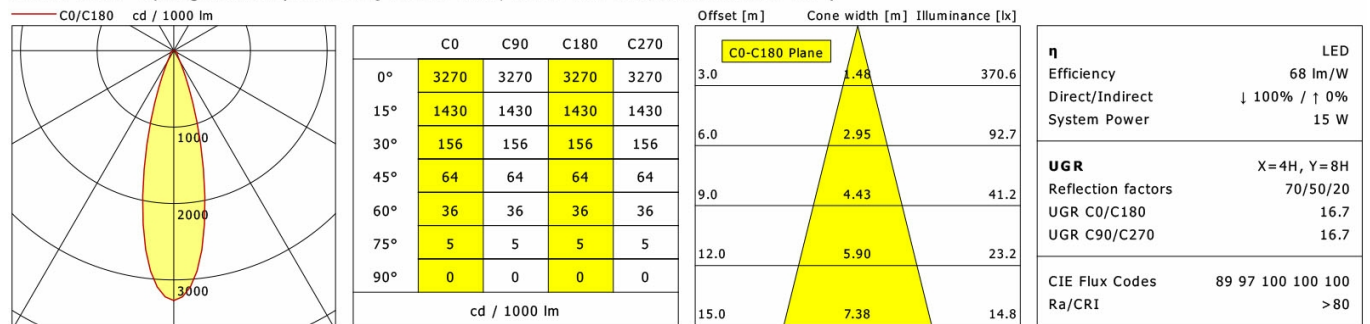 C0/C180 cd / 1000 lm
1000
2000
3000
C0 C90 C180 C270
0° 3270 3270 3270 3270
15° 1430 1430 1430 1430
30° 156 156 156 156
45° 64 64 64 64
60° 36 36 36 36
75° 5 5 5 5
90° 0 0 0 0
cd / 1000 lm
Offset [m] Cone width [m] Illuminance [lx]
C0-C180 Plane
3.0 1.48 370.6
6.0 2.95 92.7
9.0 4.43 41.2
12.0 5.90 23.2
15.0 7.38 14.8
η LED
Efficiency 68 lm/W
Direct/Indirect ↓ 100% / ↑ 0%
System Power 15 W
UGR X=4H, Y=8H
Reflection factors 70/50/20
UGR C0/C180 16.7
UGR C90/C270 16.7
CIE Flux Codes 89 97 100 100 100
Ra/CRI >80